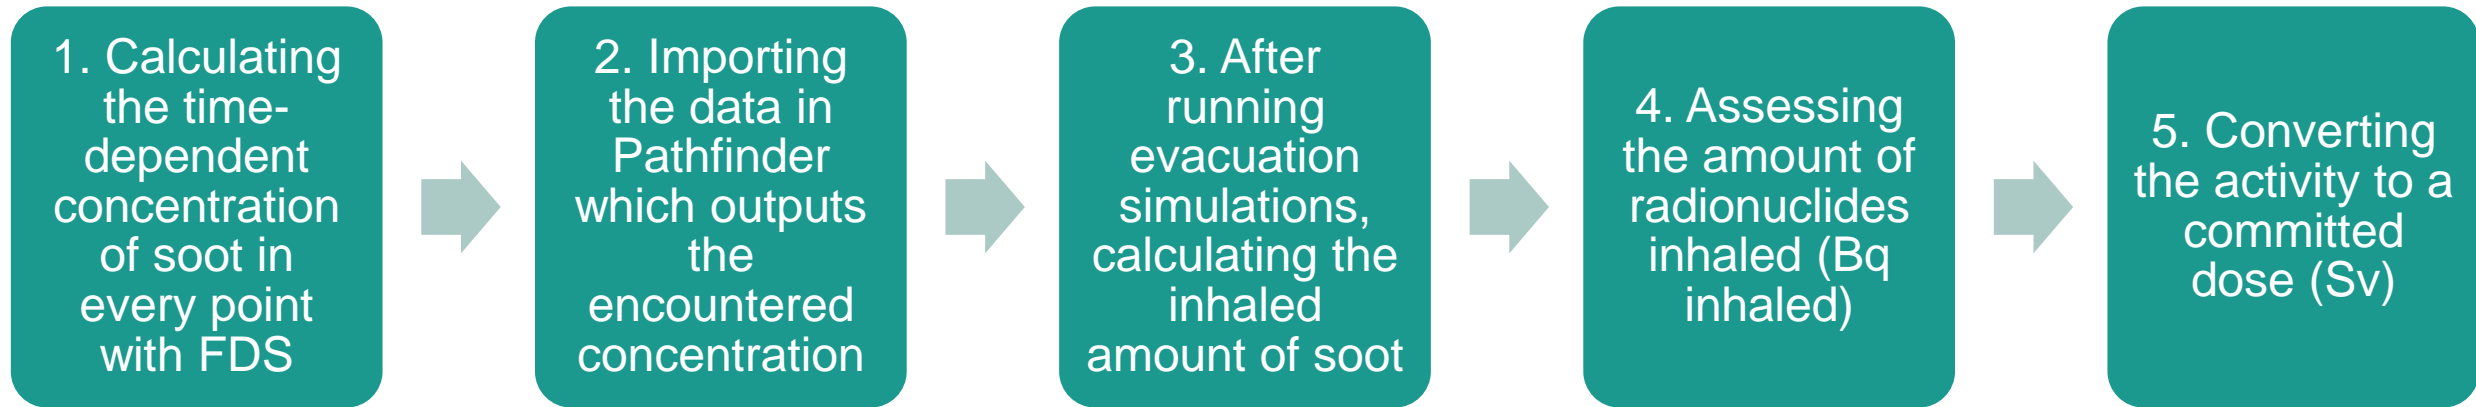 1. Calculating
the time-
dependent
concentration
of soot in
every point
with FDS
2. Importing
the data in
Pathfinder
which outputs
the
encountered
concentration
3. After
running
evacuation
simulations,
calculating the
inhaled
amount of soot
4. Assessing
the amount of
radionuclides
inhaled (Bq
inhaled)
5. Converting
the activity to a
committed
dose (Sv)